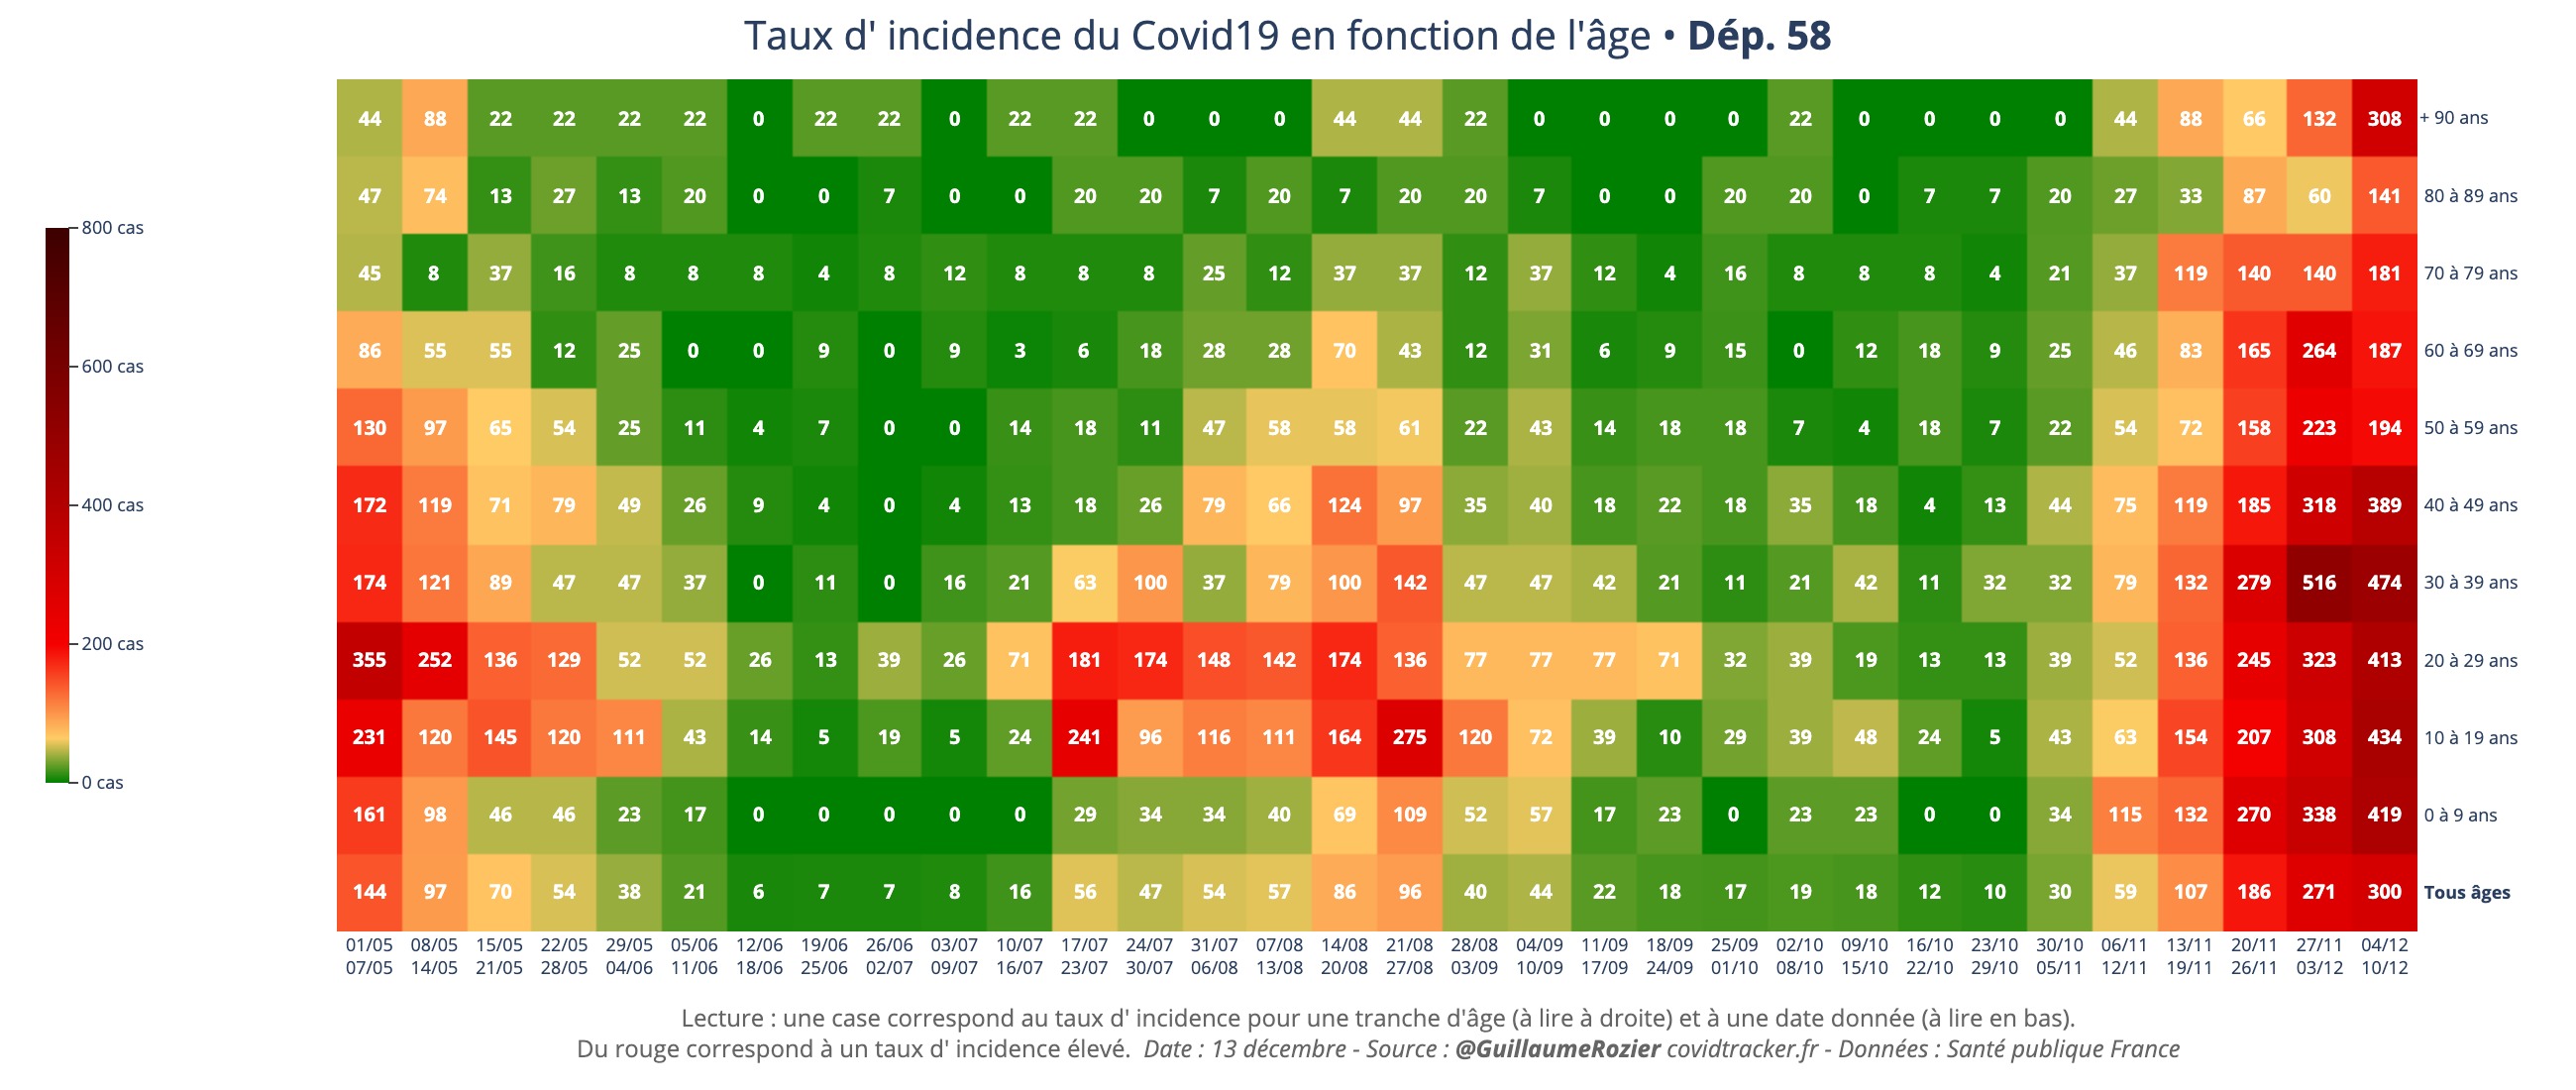 Taux d' incidence du Covid19 en fonction de l'âge • Dép. 58
800 cas
600 cas
400 cas
200 cas
0 cas
44 88 22 22 22 22 0 22 22 0 22 22 0 0 0 44 44 22 0 0 0 0 22 0 0 0 0 44 88 66 132 308 + 90 ans
47 74 13 27 13 20 0 0 7 0 0 20 20 7 20 7 20 20 7 0 0 20 20 0 7 7 20 27 33 87 60 141 80 à 89 ans
45 8 37 16 8 8 8 4 8 12 8 8 8 25 12 37 37 12 37 12 4 16 8 8 8 4 21 37 119 140 140 181 70 à 79 ans
86 55 55 12 25 0 0 9 0 9 3 6 18 28 28 70 43 12 31 6 9 15 0 12 18 9 25 46 83 165 264 187 60 à 69 ans
130 97 65 54 25 11 4 7 0 0 14 18 11 47 58 58 61 22 43 14 18 18 7 4 18 7 22 54 72 158 223 194 50 à 59 ans
172 119 71 79 49 26 9 4 0 4 13 18 26 79 66 124 97 35 40 18 22 18 35 18 4 13 44 75 119 185 318 389 40 à 49 ans
174 121 89 47 47 37 0 11 0 16 21 63 100 37 79 100 142 47 47 42 21 11 21 42 11 32 32 79 132 279 516 474 30 à 39 ans
355 252 136 129 52 52 26 13 39 26 71 181 174 148 142 174 136 77 77 77 71 32 39 19 13 13 39 52 136 245 323 413 20 à 29 ans
231 120 145 120 111 43 14 5 19 5 24 241 96 116 111 164 275 120 72 39 10 29 39 48 24 5 43 63 154 207 308 434 10 à 19 ans
161 98 46 46 23 17 0 0 0 0 0 29 34 34 40 69 109 52 57 17 23 0 23 23 0 0 34 115 132 270 338 419 0 à 9 ans
144 97 70 54 38 21 6 7 7 8 16 56 47 54 57 86 96 40 44 22 18 17 19 18 12 10 30 59 107 186 271 300 Tous âges
01/05 08/05 15/05 22/05 29/05 05/06 12/06 19/06 26/06 03/07 10/07 17/07 24/07 31/07 07/08 14/08 21/08 28/08 04/09 11/09 18/09 25/09 02/10 09/10 16/10 23/10 30/10 06/11 13/11 20/11 27/11 04/12
07/05 14/05 21/05 28/05 04/06 11/06 18/06 25/06 02/07 09/07 16/07 23/07 30/07 06/08 13/08 20/08 27/08 03/09 10/09 17/09 24/09 01/10 08/10 15/10 22/10 29/10 05/11 12/11 19/11 26/11 03/12 10/12
Lecture : une case correspond au taux d' incidence pour une tranche d'âge (à lire à droite) et à une date donnée (à lire en bas).
Du rouge correspond à un taux d' incidence élevé. Date : 13 décembre - Source : @GuillaumeRozier covidtracker.fr - Données : Santé publique France